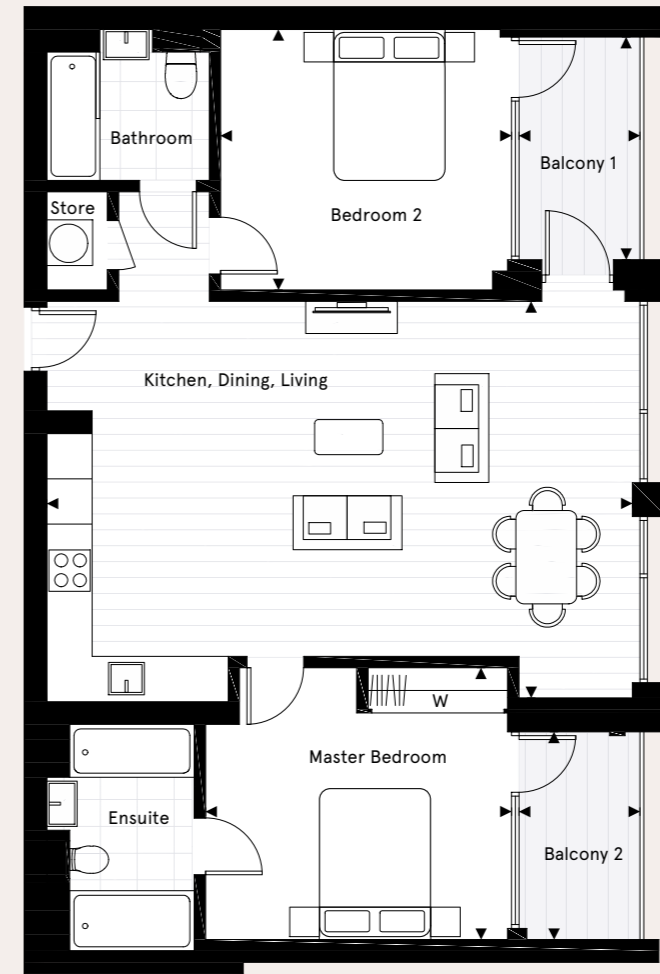 Bathroom
Balcony 1
Store
Bedroom 2
Kitchen, Dining, Living
W
Master Bedroom
Ensuite
Balcony 2